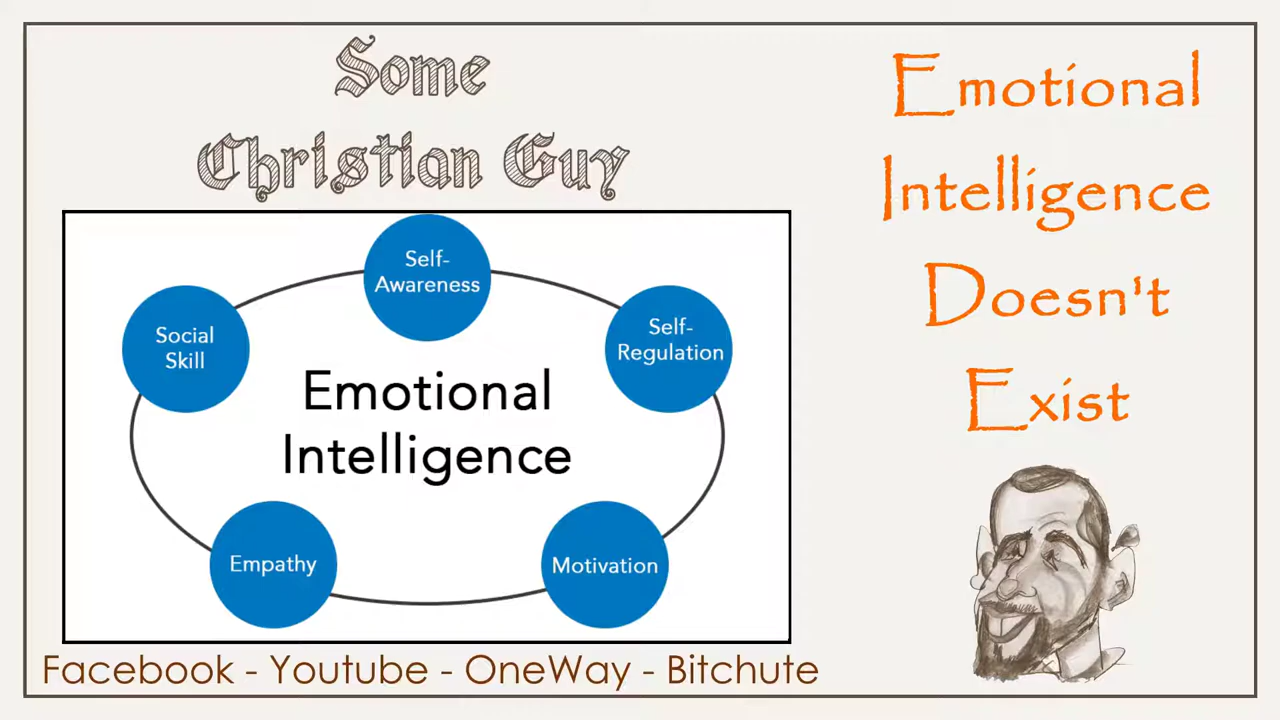 Some
Christian Guy
Self-
Awareness
Social
Skill
Self-
Regulation
Emotional
Intelligence
Empathy
Motivation
Facebook - Youtube - OneWay - Bitchute
Emotional
Intelligence
Doesn't
Exist